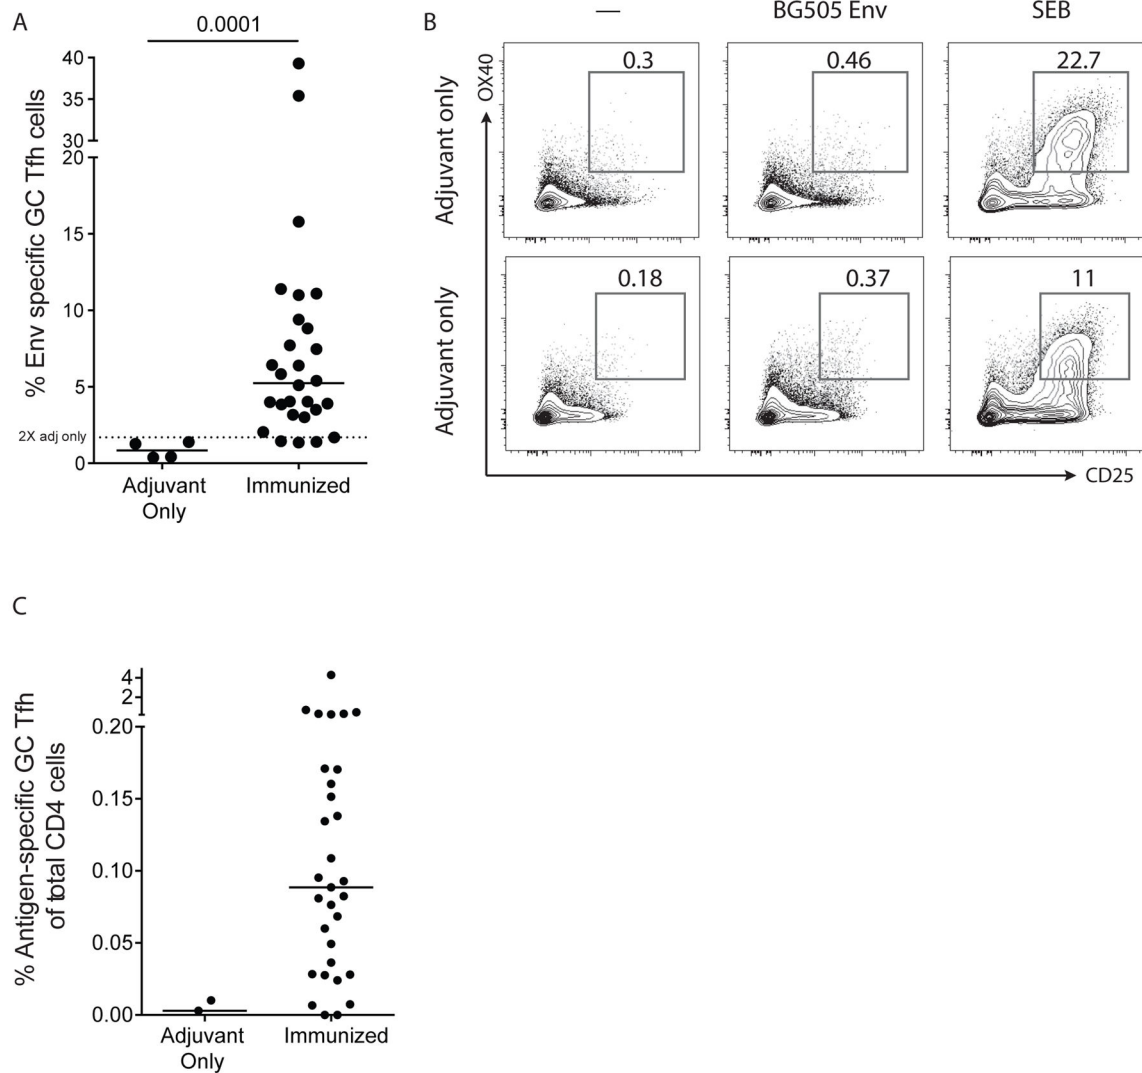 A
0.0001
% Env specific GC Tfh cells
40
35
30
20
15
10
5
0
2X adj only
Adjuvant
Only
Immunized
B
—
BG505 Env
SEB
Adjuvant only
OX40
0.3
0.46
22.7
Adjuvant only
0.18
0.37
11
CD25
C
% Antigen-specific GC Tfh
of total CD4 cells
4
2
0.20
0.15
0.10
0.05
0.00
Adjuvant
Only
Immunized